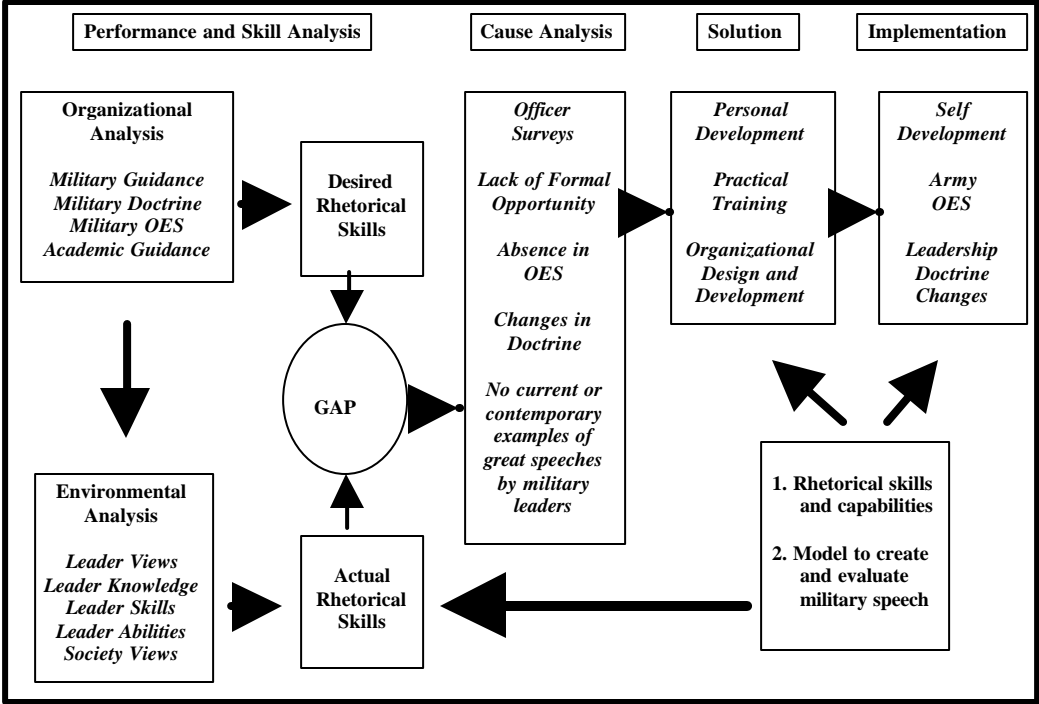 Performance and Skill Analysis
Cause Analysis
Solution
Implementation
Organizational
Analysis
Military Guidance
Military Doctrine
Military OES
Academic Guidance
Desired
Rhetorical
Skills
GAP
Environmental
Analysis
Leader Views
Leader Knowledge
Leader Skills
Leader Abilities
Society Views
Actual
Rhetorical
Skills
Officer
Surveys
Lack of Formal
Opportunity
Absence in
OES
Changes in
Doctrine
No current or
contemporary
examples of
great speeches
by military
leaders
Personal
Development
Practical
Training
Organizational
Design and
Development
Self
Development
Army
OES
Leadership
Doctrine
Changes
1. Rhetorical skills
and capabilities
2. Model to create
and evaluate
military speech